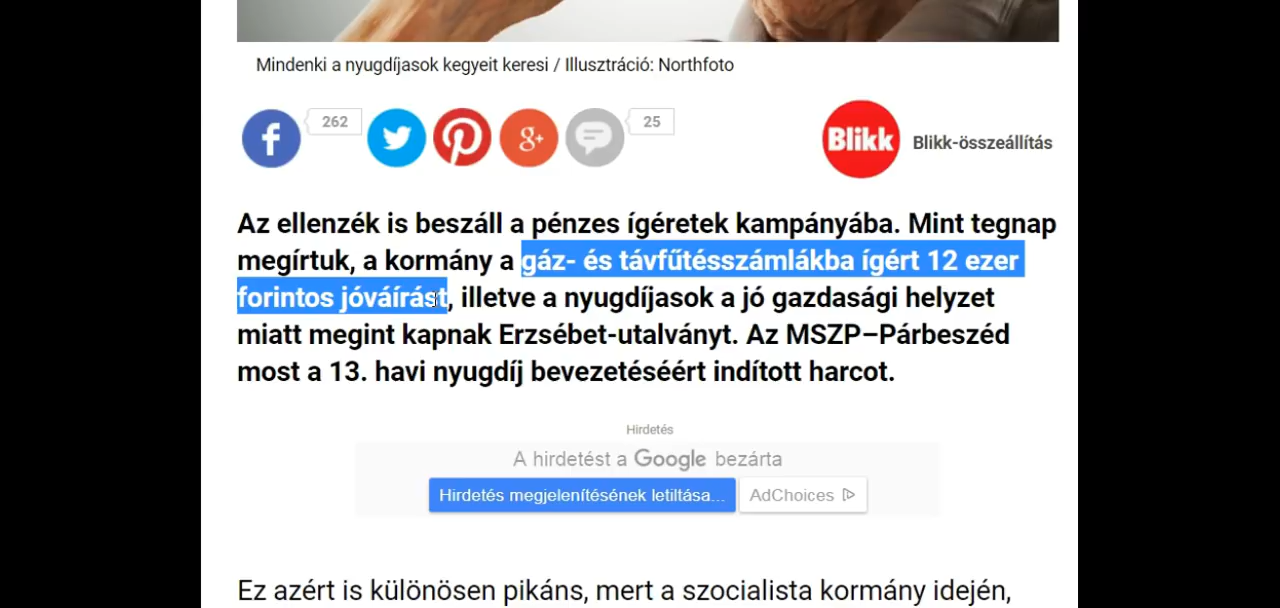 Mindenki a nyugdíjasok kegyeit keresi / Illusztráció: Northfoto
262
25
Blikk
Blikk-összeállítás
Az ellenzék is beszáll a pénzes ígéretek kampányába. Mint tegnap
megírtuk, a kormány a gáz- és távfűtésszámlákba ígért 12 ezer
forintos jóváírást, illetve a nyugdíjasok a jó gazdasági helyzet
miatt megint kapnak Erzsébet-utalványt. Az MSZP–Párbeszéd
most a 13. havi nyugdíj bevezetéséért indított harcot.
Hirdetés
A hirdetést a Google bezárta
Hirdetés megjelenítésének letiltása...
AdChoices
Ez azért is különösen pikáns, mert a szocialista kormány idején,